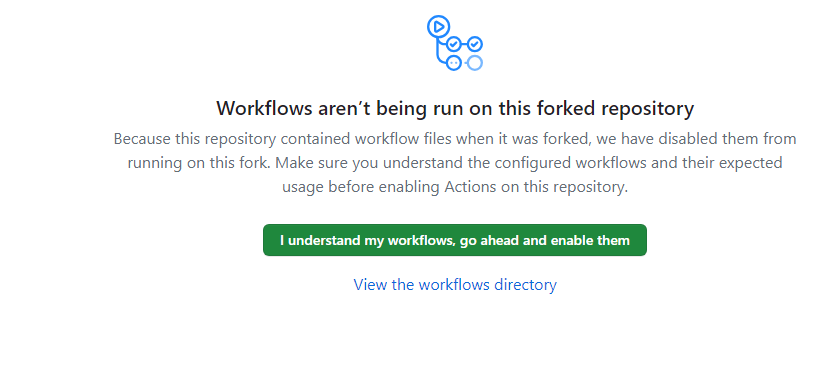 Workflows aren’t being run on this forked repository
Because this repository contained workflow files when it was forked, we have disabled them from
running on this fork. Make sure you understand the configured workflows and their expected
usage before enabling Actions on this repository.
I understand my workflows, go ahead and enable them
View the workflows directory